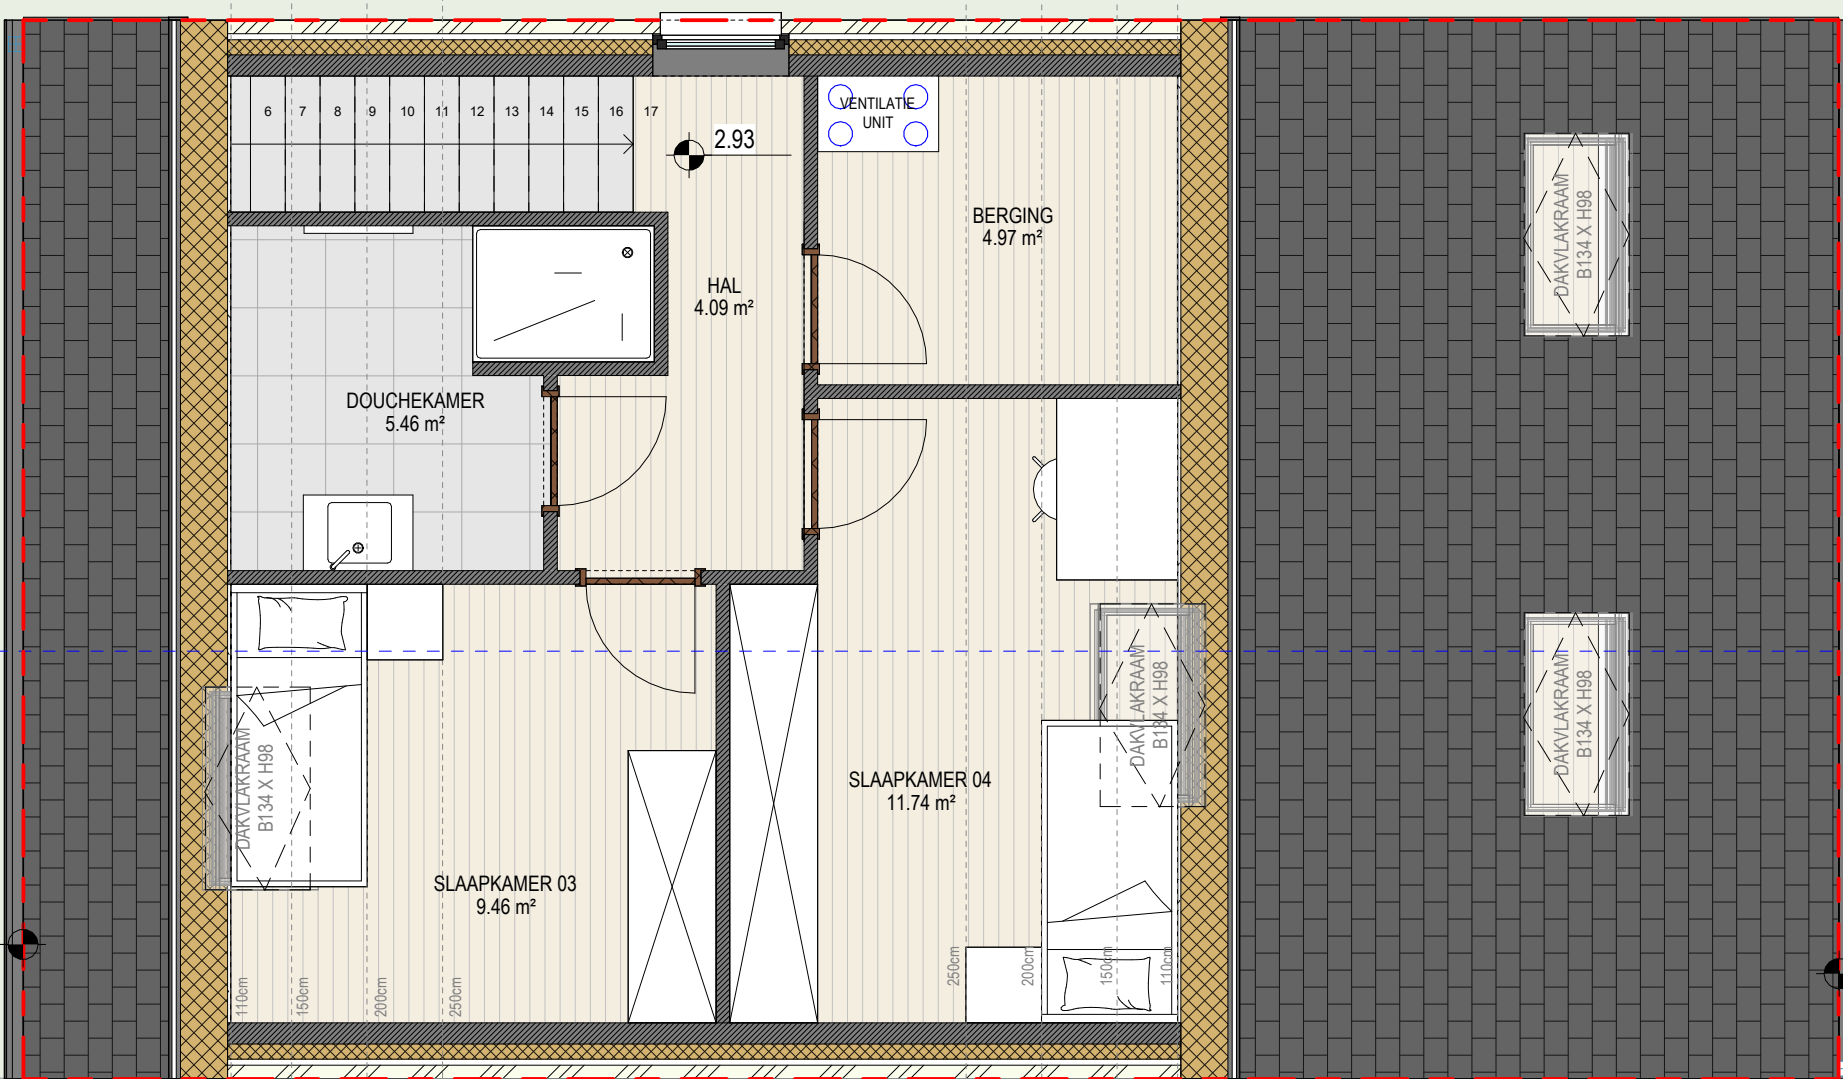 6 7 8 9 10 11 12 13 14 15 16 17
2.93
VENTILATIE
UNIT
BERGING
4.97 m²
HAL
4.09 m²
DOUCHEKAMER
5.46 m²
DAKVLAKRAAM
B134 X H98
DAKVLAKRAAM
B134 X H98
DAKVLAKRAAM
B134 X H98
DAKVLAKRAAM
B134 X H98
SLAAPKAMER 04
11.74 m²
SLAAPKAMER 03
9.46 m²
110cm
150cm
200cm
250cm
250cm
200cm
150cm
110cm